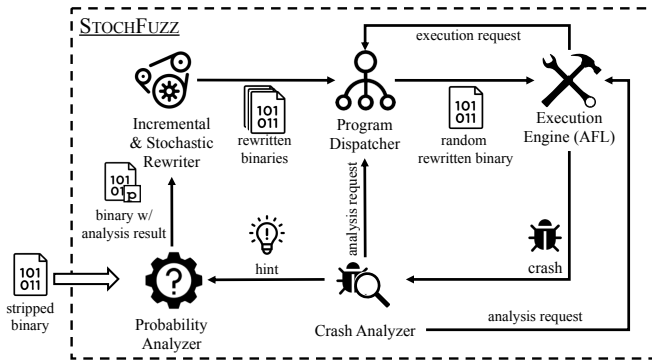 STOCHFUZZ
execution request
101
011
Incremental
& Stochastic
Rewriter
rewritten
binaries
Program
Dispatcher
101
011
random
rewritten binary
Execution
Engine (AFL)
101
01
p
binary w/
analysis result
hint
analysis request
crash
101
011
stripped
binary
?
Probability
Analyzer
Crash Analyzer
analysis request